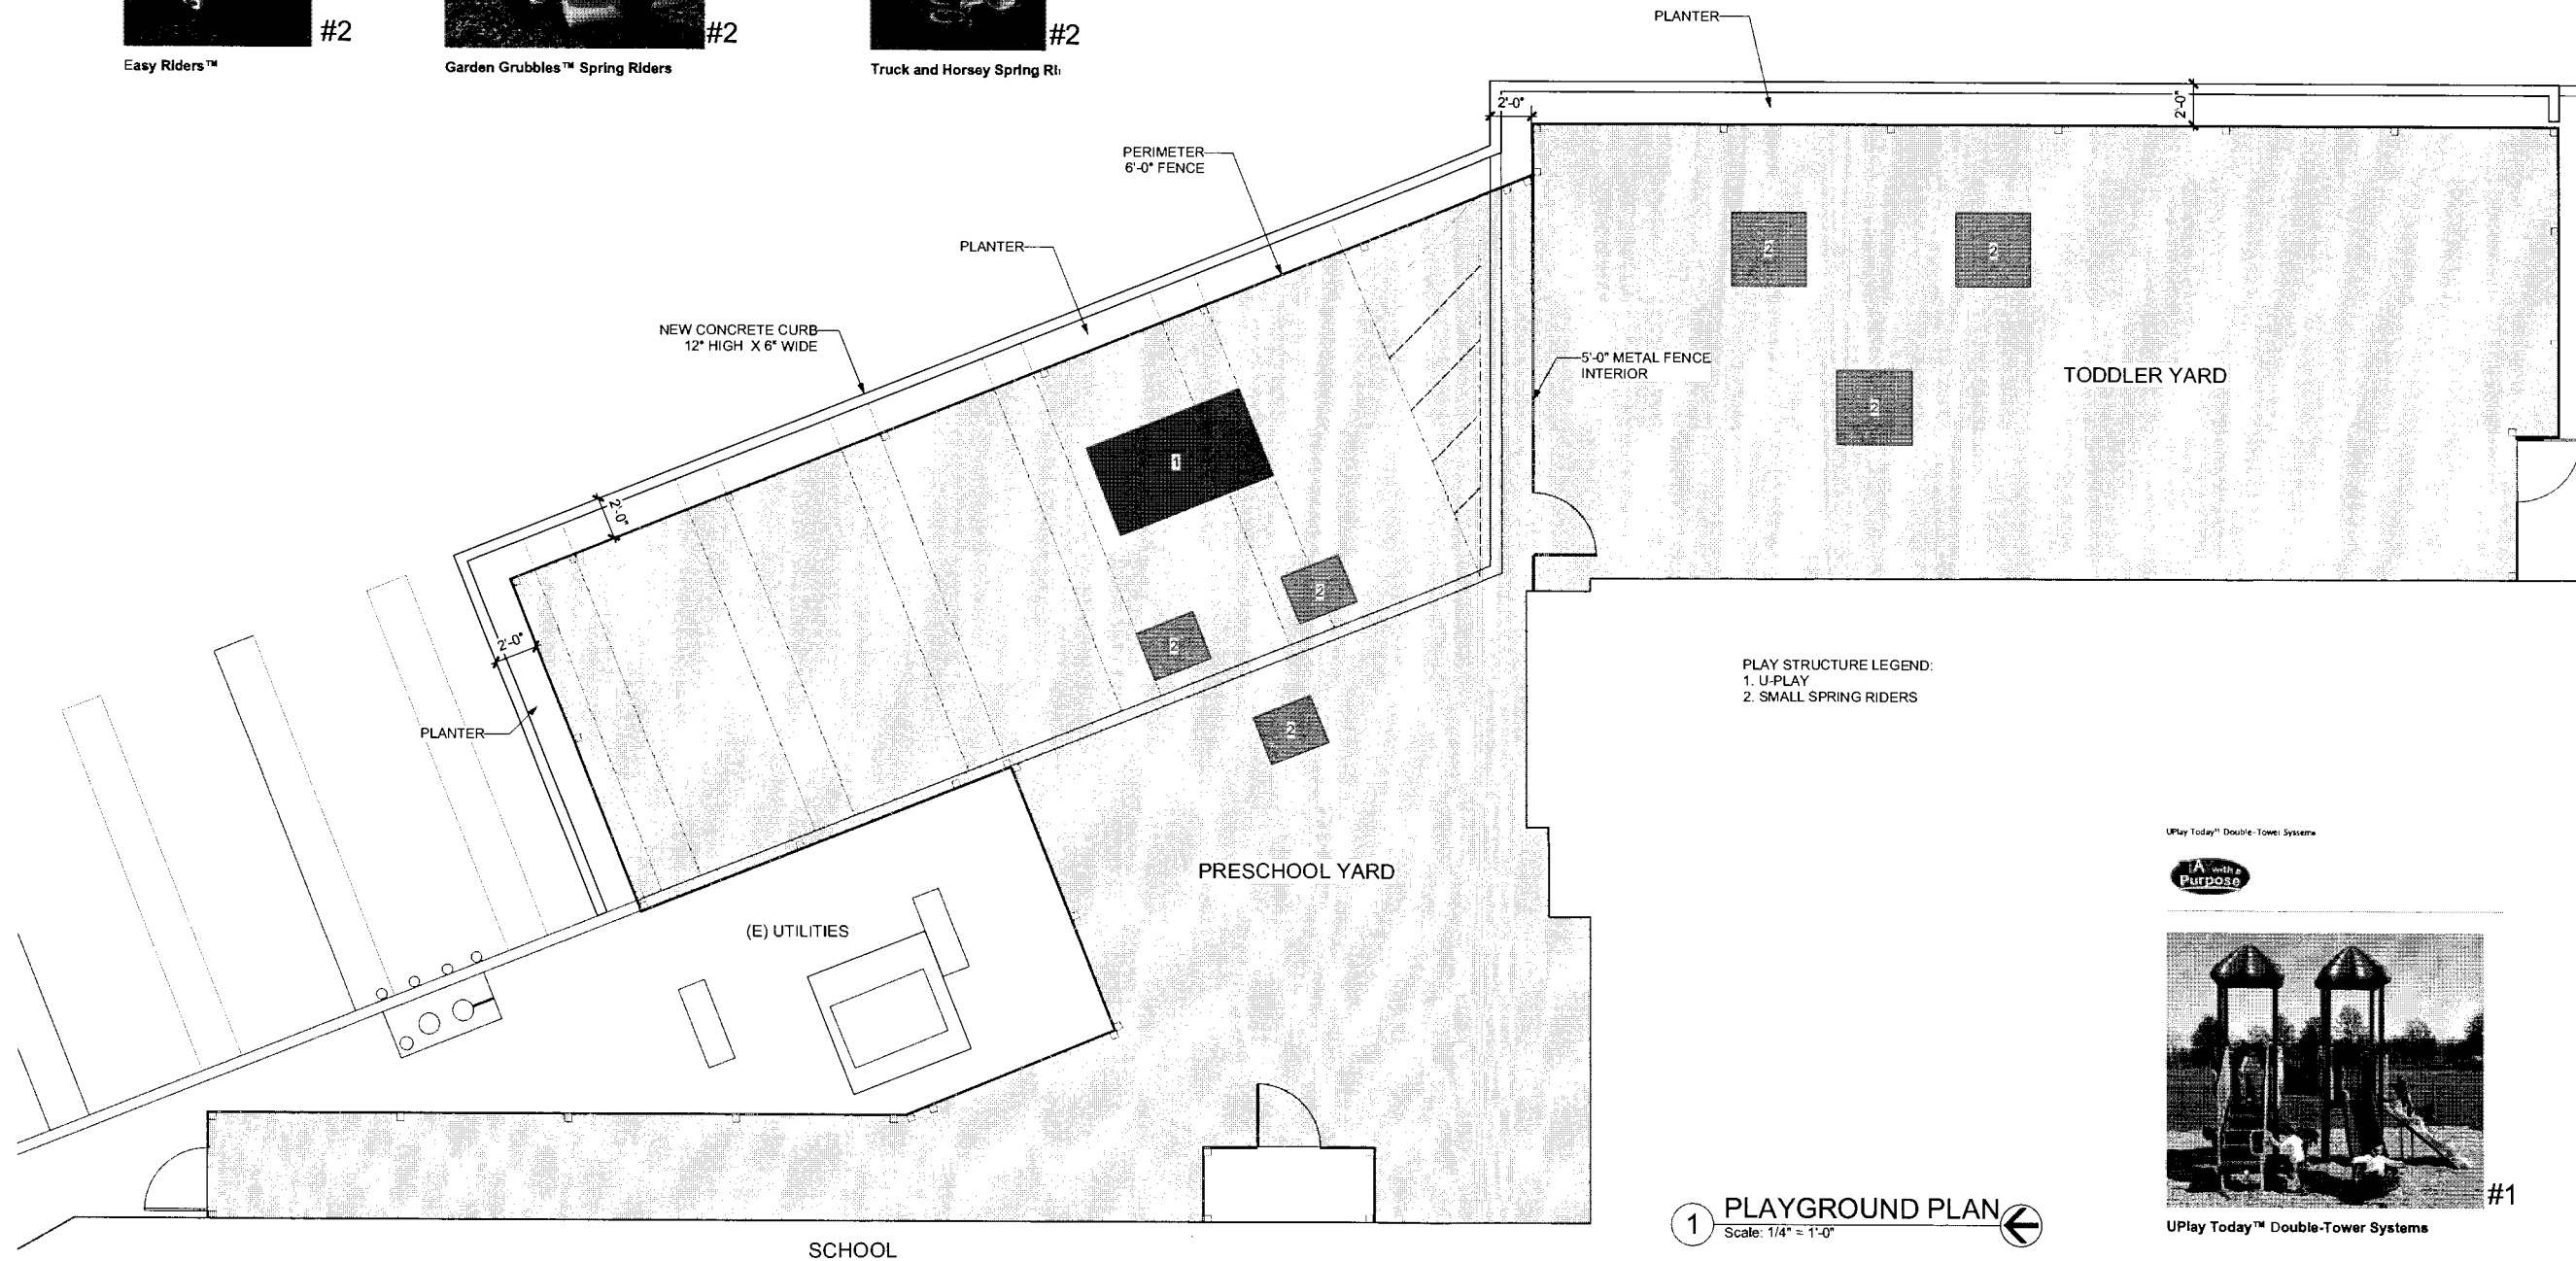 #2
#2
#2
Easy Riders™
Garden Grubbles™ Spring Riders
Truck and Horsey Spring Ri
PLANTER
2'-0"
2'-0"
PERIMETER
6'-0" FENCE
PLANTER
NEW CONCRETE CURB
12" HIGH X 6" WIDE
2
2
5'-0" METAL FENCE
INTERIOR
TODDLER YARD
2
1
2'-0"
2
2
2'-0"
PLANTER
2
PLAY STRUCTURE LEGEND:
1. U-PLAY
2. SMALL SPRING RIDERS
PRESCHOOL YARD
(E) UTILITIES
UPlay Today™ Double-Tower Systems
A with a
Purpose
#1
UPlay Today™ Double-Tower Systems
1 PLAYGROUND PLAN
Scale: 1/4" = 1'-0"
SCHOOL